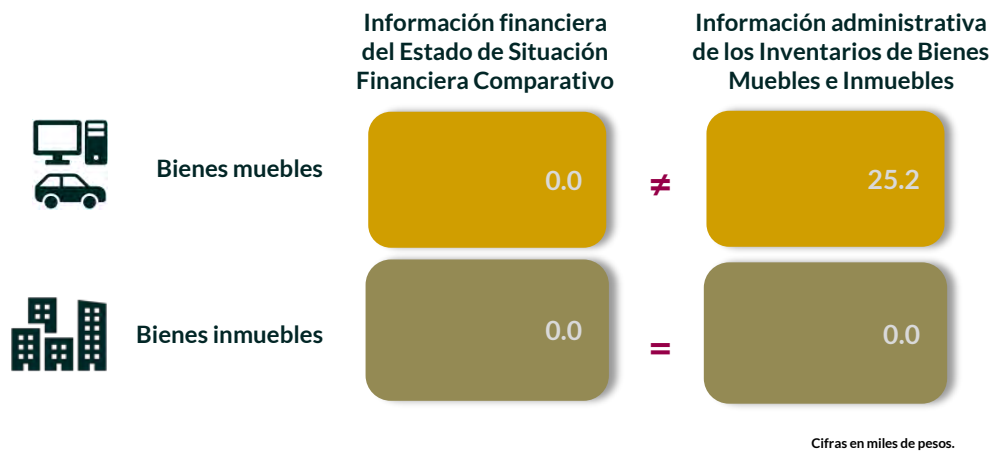 Información financiera
del Estado de Situación
Financiera Comparativo
Información administrativa
de los Inventarios de Bienes
Muebles e Inmuebles
Bienes muebles
0.0
≠
25.2
Bienes inmuebles
0.0
=
0.0
Cifras en miles de pesos.